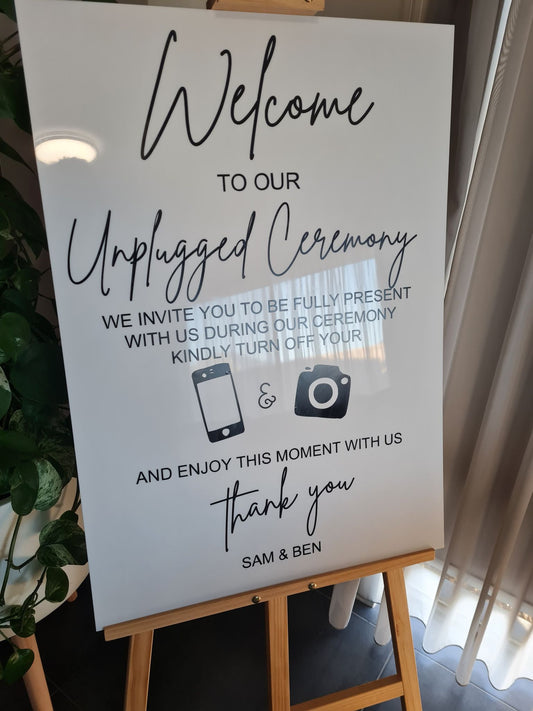 Welcome
TO OUR
Unplugged Ceremony
WE INVITE YOU TO BE FULLY PRESENT
WITH US DURING OUR CEREMONY
KINDLY TURN OFF YOUR
&
AND ENJOY THIS MOMENT WITH US
thank you
SAM & BEN